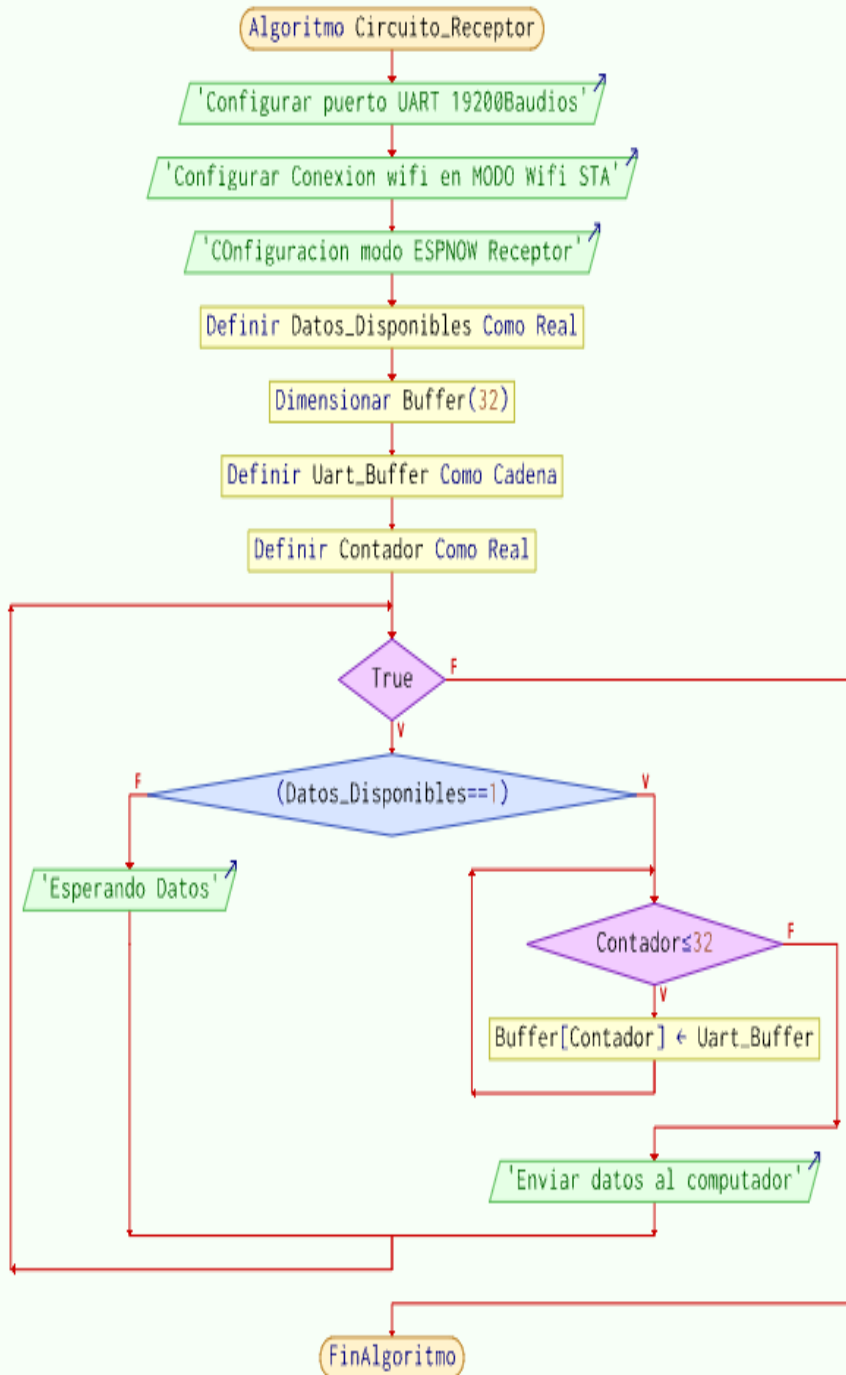 Algoritmo Circuito_Receptor
'Configurar puerto UART 19200Baudios'
'Configurar Conexion wifi en MODO Wifi STA'
'COnfiguracion modo ESPNOW Receptor'
Definir Datos_Disponibles Como Real
Dimensionar Buffer(32)
Definir Uart_Buffer Como Cadena
Definir Contador Como Real
True
F
V
(Datos_Disponibles==1)
F
V
'Esperando Datos'
Contador≤32
F
V
Buffer[Contador] ← Uart_Buffer
'Enviar datos al computador'
FinAlgoritmo